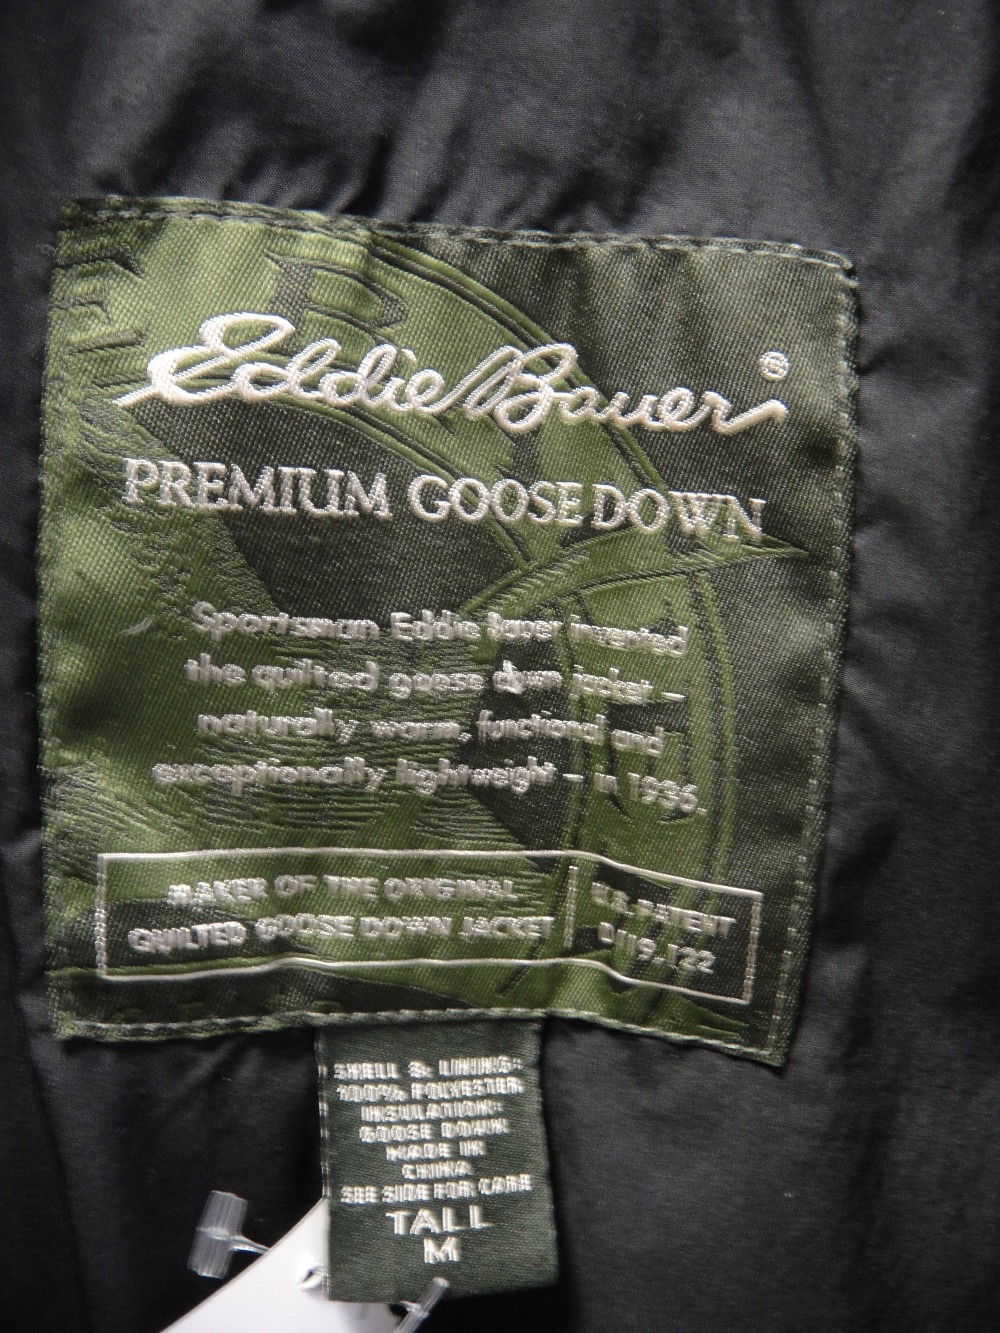 E B
Eddie Bauer ®
PREMIUM GOOSE DOWN
Sportsman Eddie Bauer invented
the quilted goose down jacket –
naturally warm, functional and
exceptionally lightweight – in 1936.
MAKER OF THE ORIGINAL
QUILTED GOOSE DOWN JACKET
U.S. PATENT
D119,122
SHELL & LINING:
100% POLYESTER
INSULATION:
GOOSE DOWN
MADE IN
CHINA
SEE SIDE FOR CARE
TALL
M